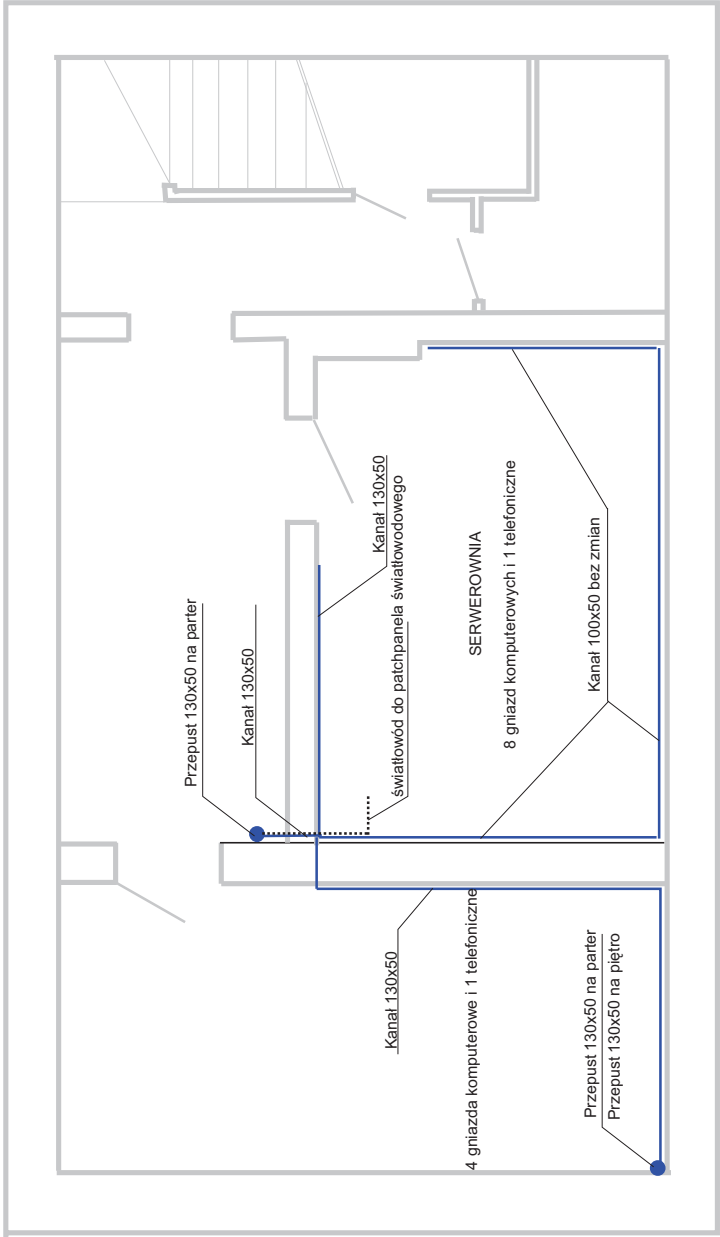 Przepust 130x50 na parter
Kanał 130x50
Kanał 130x50
światłowód do patchpanela światłowodowego
SERWEROWNIA
8 gniazd komputerowych i 1 telefoniczne
Kanał 100x50 bez zmian
Kanał 130x50
4 gniazda komputerowe i 1 telefoniczne
Przepust 130x50 na parter
Przepust 130x50 na piętro